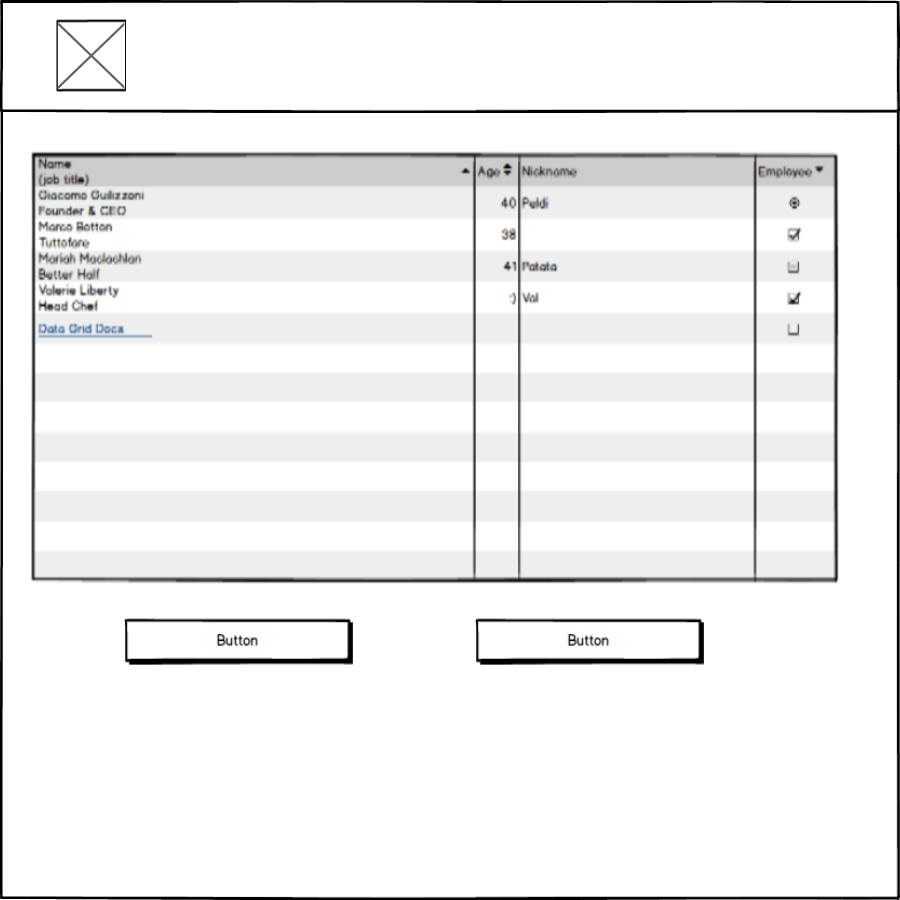 Name
(job title)
Age
Nickname
Employee
Giacomo Guilizzoni
Founder & CEO
40
Peldi
Marco Botton
Tuttofare
38
Mariah Maclachlan
Better Half
41
Patata
Valerie Liberty
Head Chef
:)
Val
Data Grid Docs
Button
Button